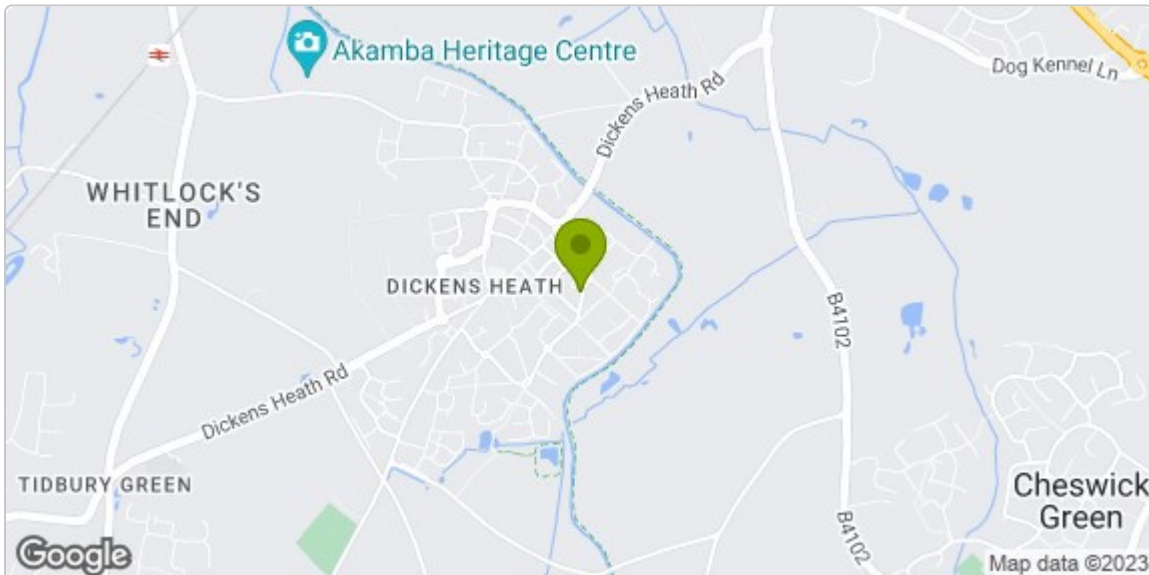 Akamba Heritage Centre
Dog Kennel Ln
Dickens Heath Rd
WHITLOCK'S
END
DICKENS HEATH
B4102
Dickens Heath Rd
TIDBURY GREEN
Cheswick
Green
B4102
Google
Map data ©2023